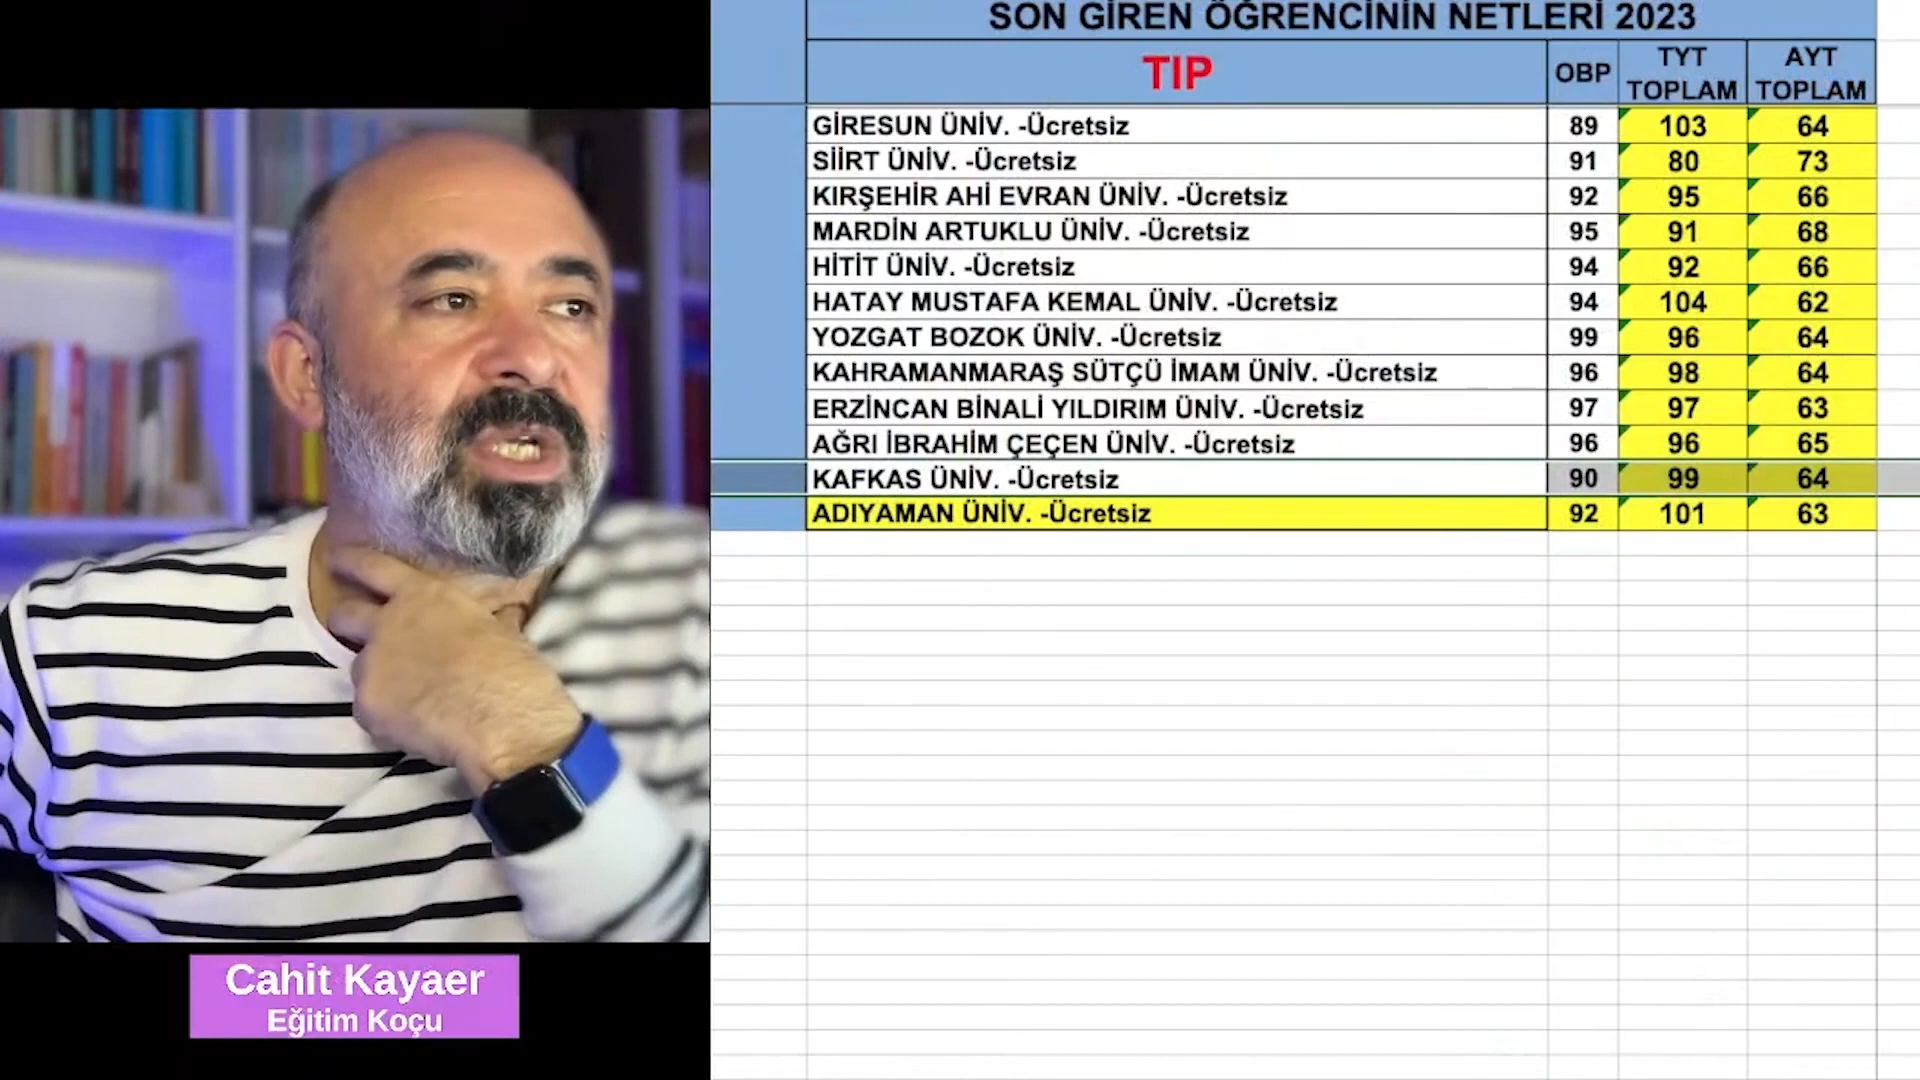 SON GİREN ÖĞRENCİNİN NETLERİ 2023
TIP OBP TYT TOPLAM AYT TOPLAM
GİRESUN ÜNİV. -Ücretsiz 89 103 64
SİİRT ÜNİV. -Ücretsiz 91 80 73
KIRŞEHİR AHİ EVRAN ÜNİV. -Ücretsiz 92 95 66
MARDİN ARTUKLU ÜNİV. -Ücretsiz 95 91 68
HİTİT ÜNİV. -Ücretsiz 94 92 66
HATAY MUSTAFA KEMAL ÜNİV. -Ücretsiz 94 104 62
YOZGAT BOZOK ÜNİV. -Ücretsiz 99 96 64
KAHRAMANMARAŞ SÜTÇÜ İMAM ÜNİV. -Ücretsiz 96 98 64
ERZİNCAN BİNALİ YILDIRIM ÜNİV. -Ücretsiz 97 97 63
AĞRI İBRAHİM ÇEÇEN ÜNİV. -Ücretsiz 96 96 65
KAFKAS ÜNİV. -Ücretsiz 90 99 64
ADIYAMAN ÜNİV. -Ücretsiz 92 101 63
Cahit Kayaer
Eğitim Koçu